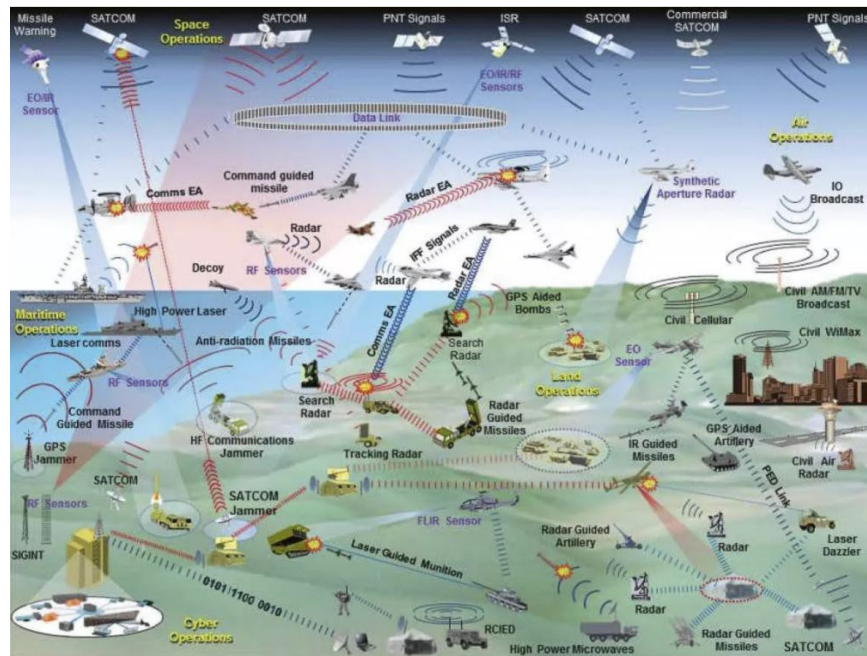 Missile
Warning
SATCOM
Space
Operations
SATCOM
PNT Signals
ISR
SATCOM
Commercial
SATCOM
PNT Signals
EO/IR
Sensor
EO/IR/RF
Sensors
Data Link
Air
Operations
Comms EA
Command guided
missile
Radar EA
Synthetic
Aperture Radar
IO
Broadcast
Radar
RF Sensors
IFF Signals
Radar
Radar EA
Decoy
Maritime
Operations
High Power Laser
Laser comms
Anti-radiation Missiles
Comms EA
GPS Aided
Bombs
Civil Cellular
Civil AM/FM/TV
Broadcast
Search
Radar
Civil WiMax
RF Sensors
Land
Operations
EO
Sensor
Command
Guided Missile
Search
Radar
Radar
Guided
Missiles
GPS
Jammer
HF Communications
Jammer
Tracking Radar
IR Guided
Missiles
GPS Aided
Artillery
Civil Air
Radar
SATCOM
SATCOM
Jammer
PED Link
RF Sensors
FLIR Sensor
SIGINT
Laser Guided Munition
Radar Guided
Artillery
Radar
Laser
Dazzler
0101 1100 0010
Radar
Cyber
Operations
RCIED
High Power Microwaves
Radar Guided
Missiles
SATCOM